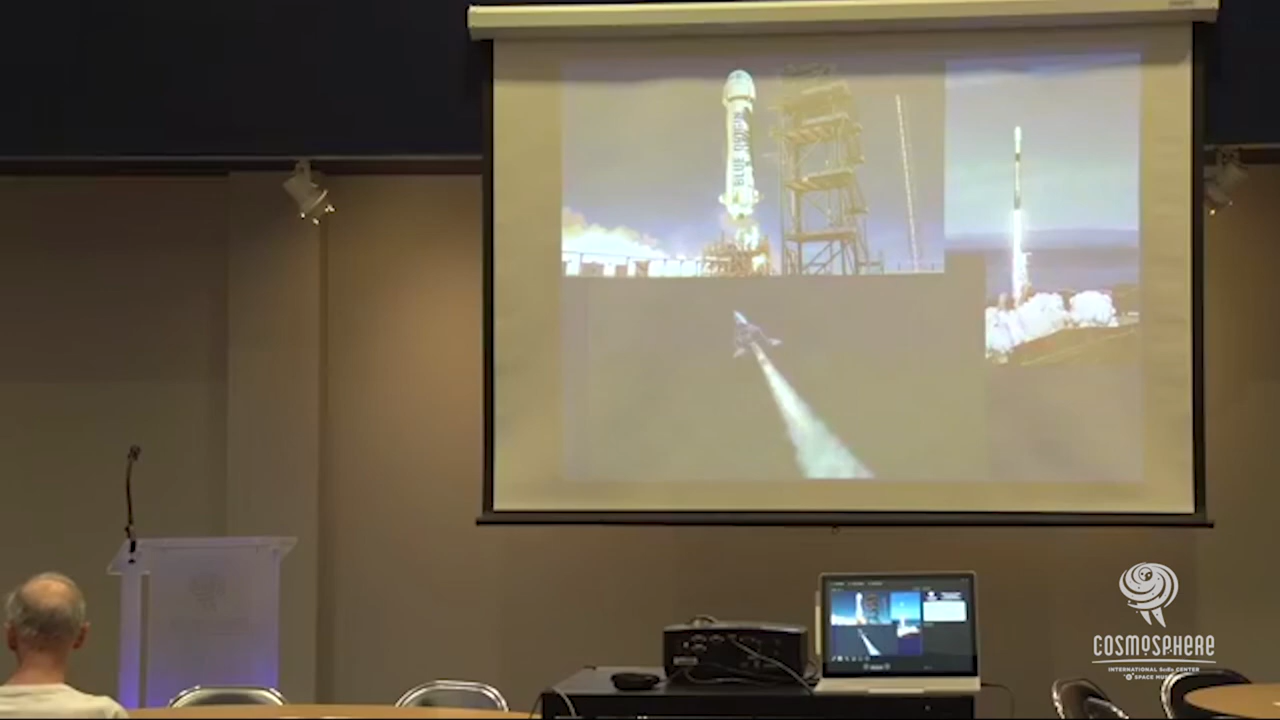 BLUE ORIGIN
COSMOSPHERE
INTERNATIONAL SciEd CENTER
& SPACE MUSEUM